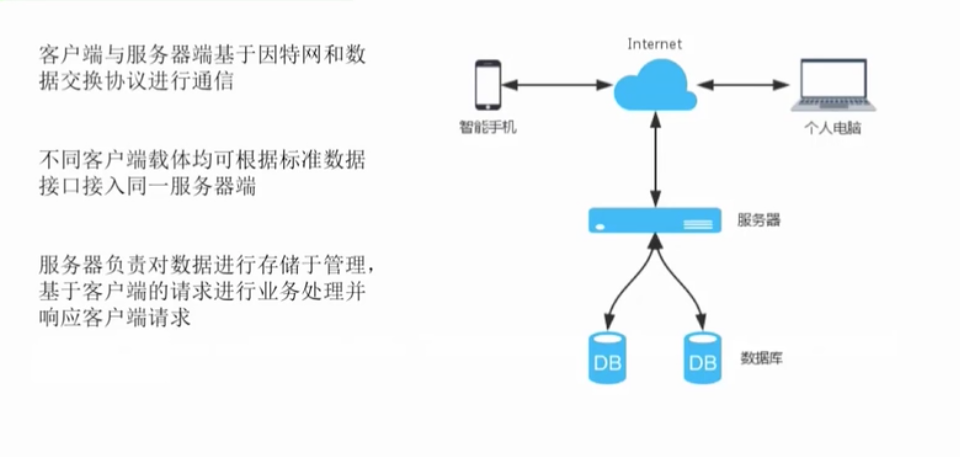 客户端与服务器端基于因特网和数
据交换协议进行通信
不同客户端载体均可根据标准数据
接口接入同一服务器端
服务器负责对数据进行存储于管理，
基于客户端的请求进行业务处理并
响应客户端请求
Internet
智能手机
个人电脑
服务器
DB
DB
数据库